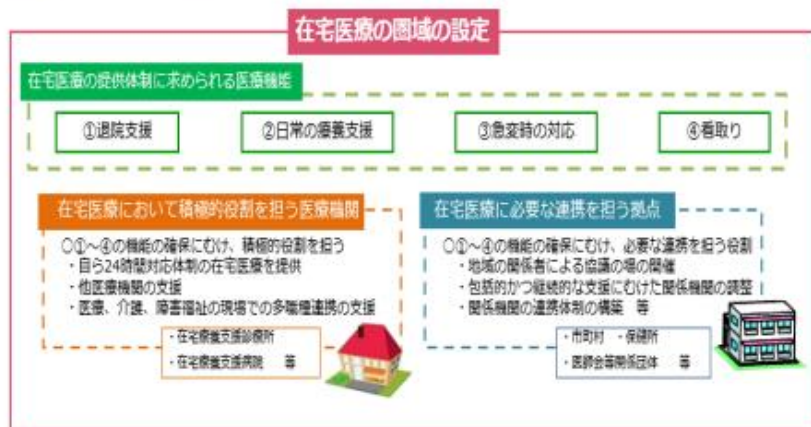 在宅医療の圏域の設定
在宅医療の提供体制に求められる医療機能
①退院支援
②日常の療養支援
③急変時の対応
④看取り
在宅医療において積極的役割を担う医療機関
○①～④の機能の確保にむけ、積極的役割を担う
・自ら24時間対応体制の在宅医療を提供
・他医療機関の支援
・医療、介護、障害福祉の現場での多職種連携の支援
・在宅療養支援診療所
・在宅療養支援病院　等
在宅医療に必要な連携を担う拠点
○①～④の機能の確保にむけ、必要な連携を担う役割
・地域の関係者による協議の場の開催
・包括的かつ継続的な支援にむけた関係機関の調整
・関係機関の連携体制の構築　等
・市町村　・保健所
・医師会等関係団体　等